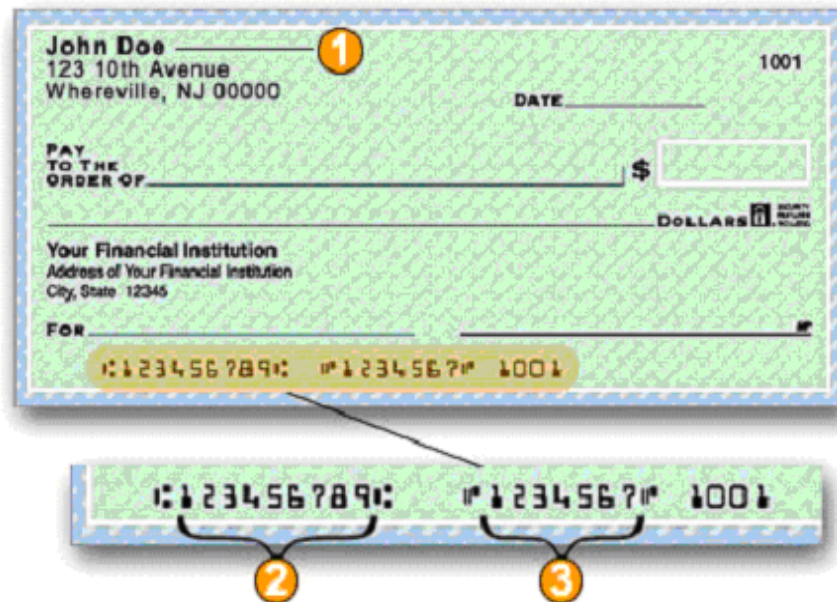 John Doe
1
123 10th Avenue
Whereville, NJ 00000
1001
DATE
PAY
TO THE
ORDER OF
$
DOLLARS
Your Financial Institution
Address of Your Financial Institution
City, State 12345
FOR
MP
⑆123456789⑆ ⑈1234567⑈ 1001
⑆123456789⑆ ⑈1234567⑈ 1001
2 3